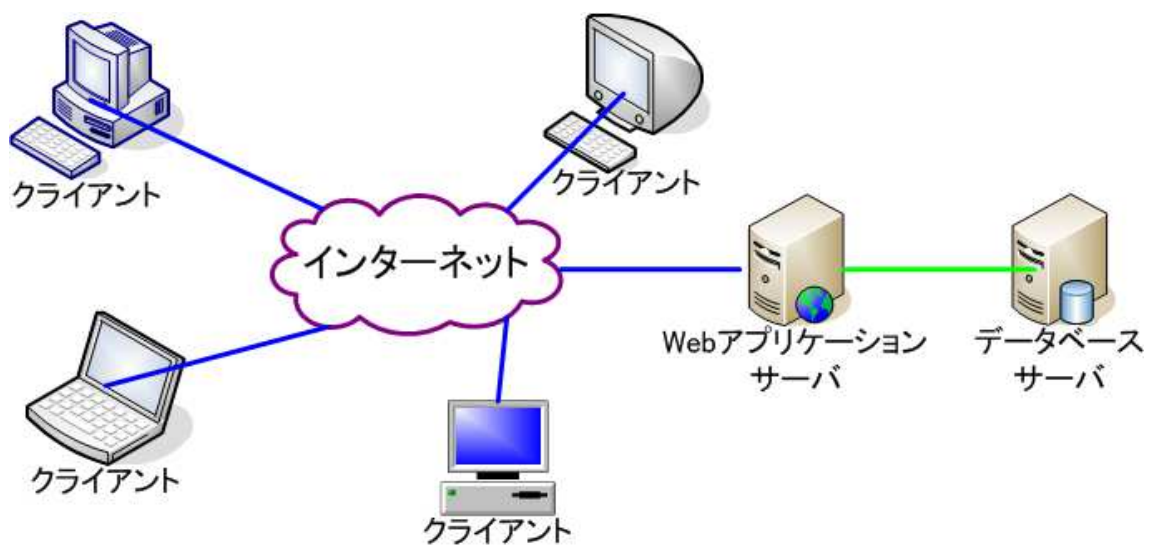 クライアント
クライアント
インターネット
Webアプリケーション
サーバ
データベース
サーバ
クライアント
クライアント